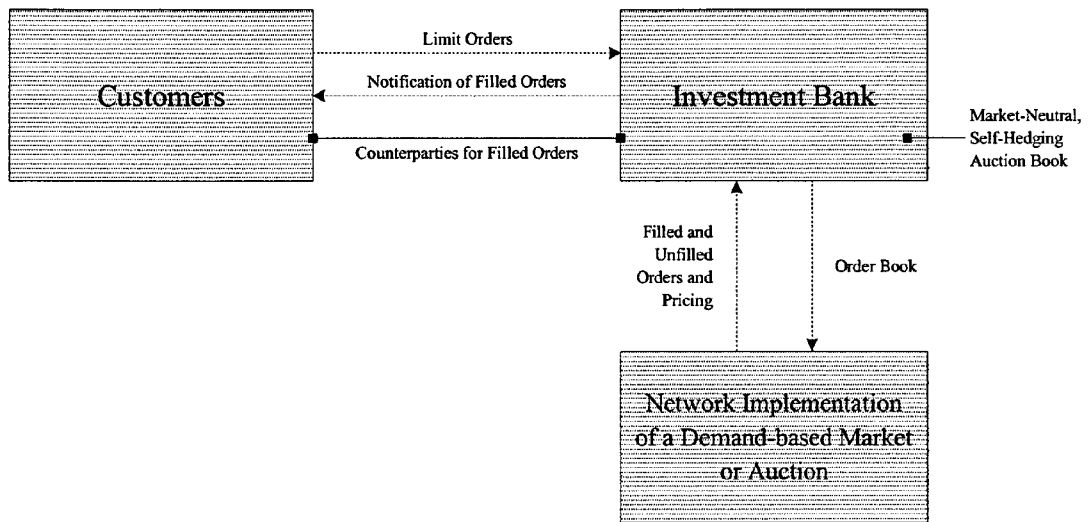 Limit Orders
Notification of Filled Orders
Customers
Investment Bank
Counterparties for Filled Orders
Market-Neutral,
Self-Hedging
Auction Book
Filled and
Unfilled
Orders and
Pricing
Order Book
Network Implementation
of a Demand-based Market
or Auction